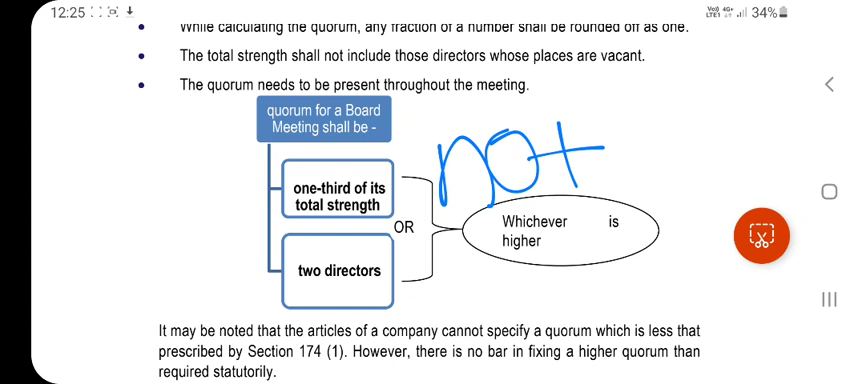 12:25
Vo)) 4G+
LTE1
34%
While calculating the quorum, any fraction of a number shall be rounded off as one.
The total strength shall not include those directors whose places are vacant.
The quorum needs to be present throughout the meeting.
quorum for a Board
Meeting shall be -
not
one-third of its
total strength
OR
Whichever is
higher
two directors
It may be noted that the articles of a company cannot specify a quorum which is less that
prescribed by Section 174 (1). However, there is no bar in fixing a higher quorum than
required statutorily.